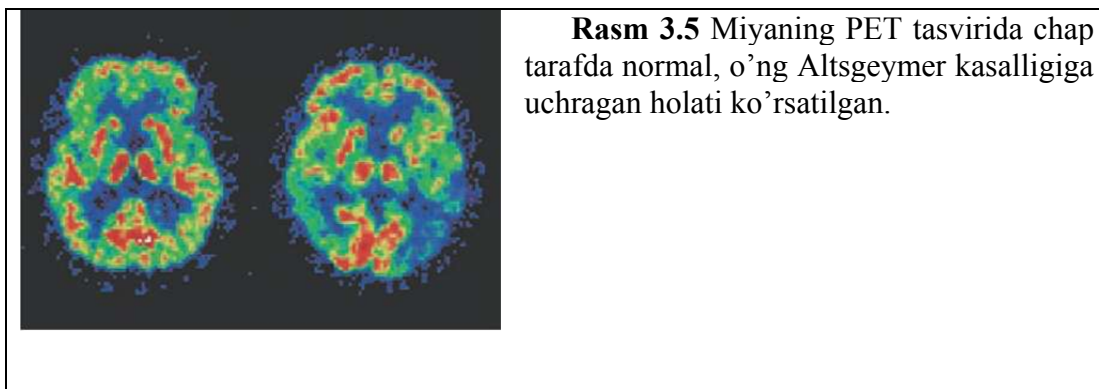 Rasm 3.5 Miyaning PET tasvirida chap
tarafda normal, o’ng Altsgeymer kasalligiga
uchragan holati ko’rsatilgan.